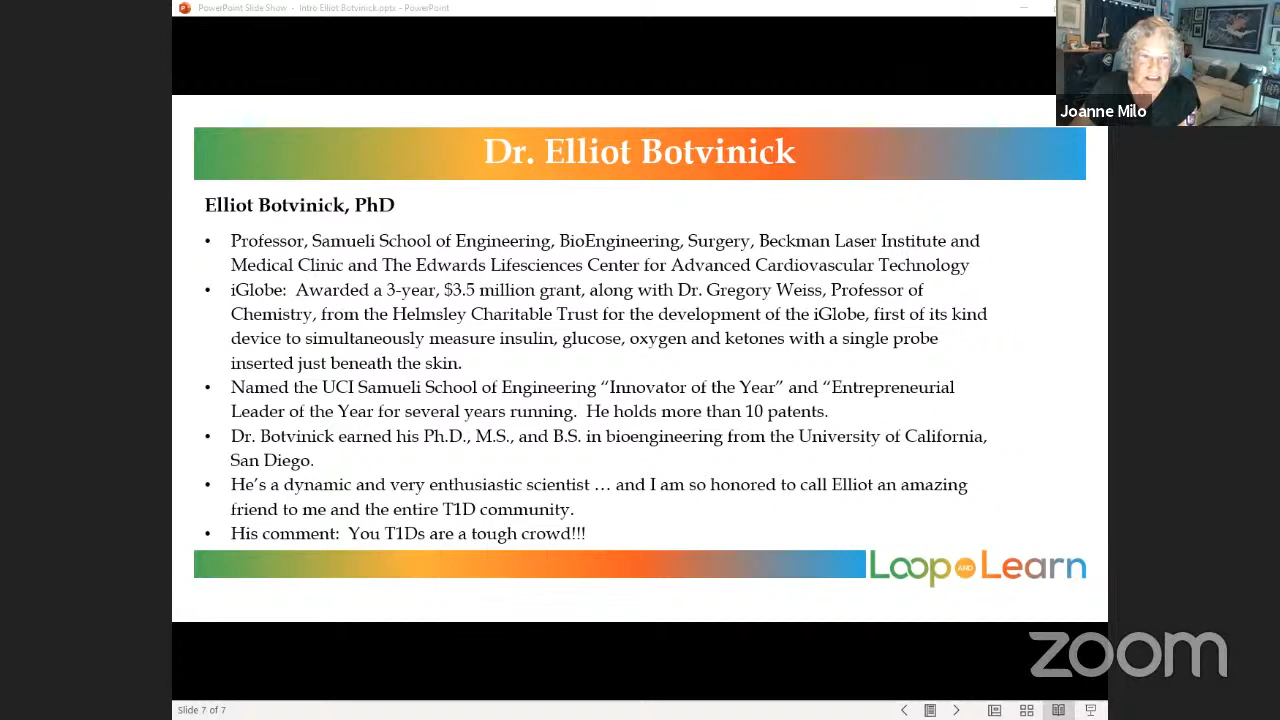 PowerPoint Slide Show - Intro Elliot Botvinick.pptx - PowerPoint
Joanne Milo
Dr. Elliot Botvinick
Elliot Botvinick, PhD
• Professor, Samueli School of Engineering, BioEngineering, Surgery, Beckman Laser Institute and
Medical Clinic and The Edwards Lifesciences Center for Advanced Cardiovascular Technology
• iGlobe: Awarded a 3-year, $3.5 million grant, along with Dr. Gregory Weiss, Professor of
Chemistry, from the Helmsley Charitable Trust for the development of the iGlobe, first of its kind
device to simultaneously measure insulin, glucose, oxygen and ketones with a single probe
inserted just beneath the skin.
• Named the UCI Samueli School of Engineering “Innovator of the Year” and “Entrepreneurial
Leader of the Year for several years running. He holds more than 10 patents.
• Dr. Botvinick earned his Ph.D., M.S., and B.S. in bioengineering from the University of California,
San Diego.
• He’s a dynamic and very enthusiastic scientist … and I am so honored to call Elliot an amazing
friend to me and the entire T1D community.
• His comment: You T1Ds are a tough crowd!!!
Loop AND Learn
zoom
Slide 7 of 7